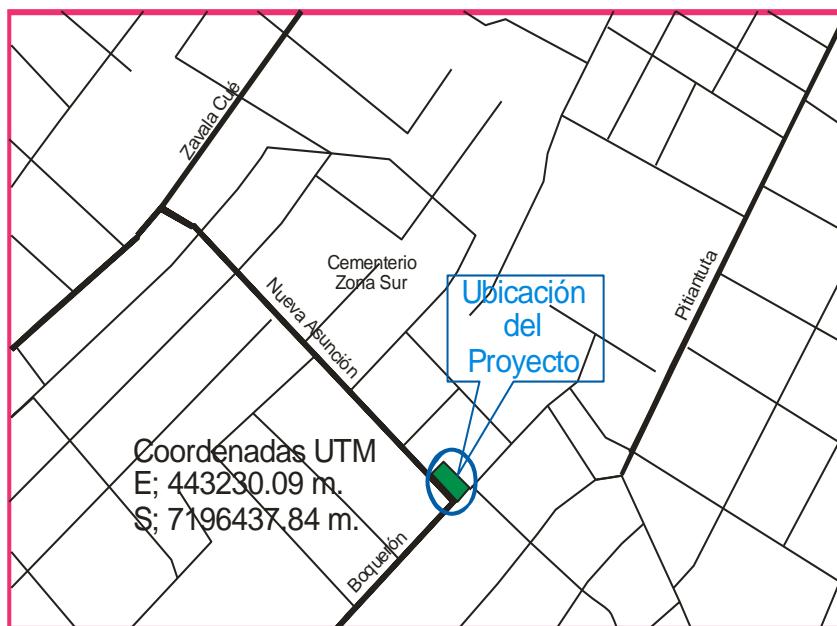 Zavala Cué
Cementerio
Zona Sur
Ubicación
del
Proyecto
Nueva Asunción
Pitiantuta
Coordenadas UTM
E; 443230.09 m.
S; 7196437.84 m.
Boquerón